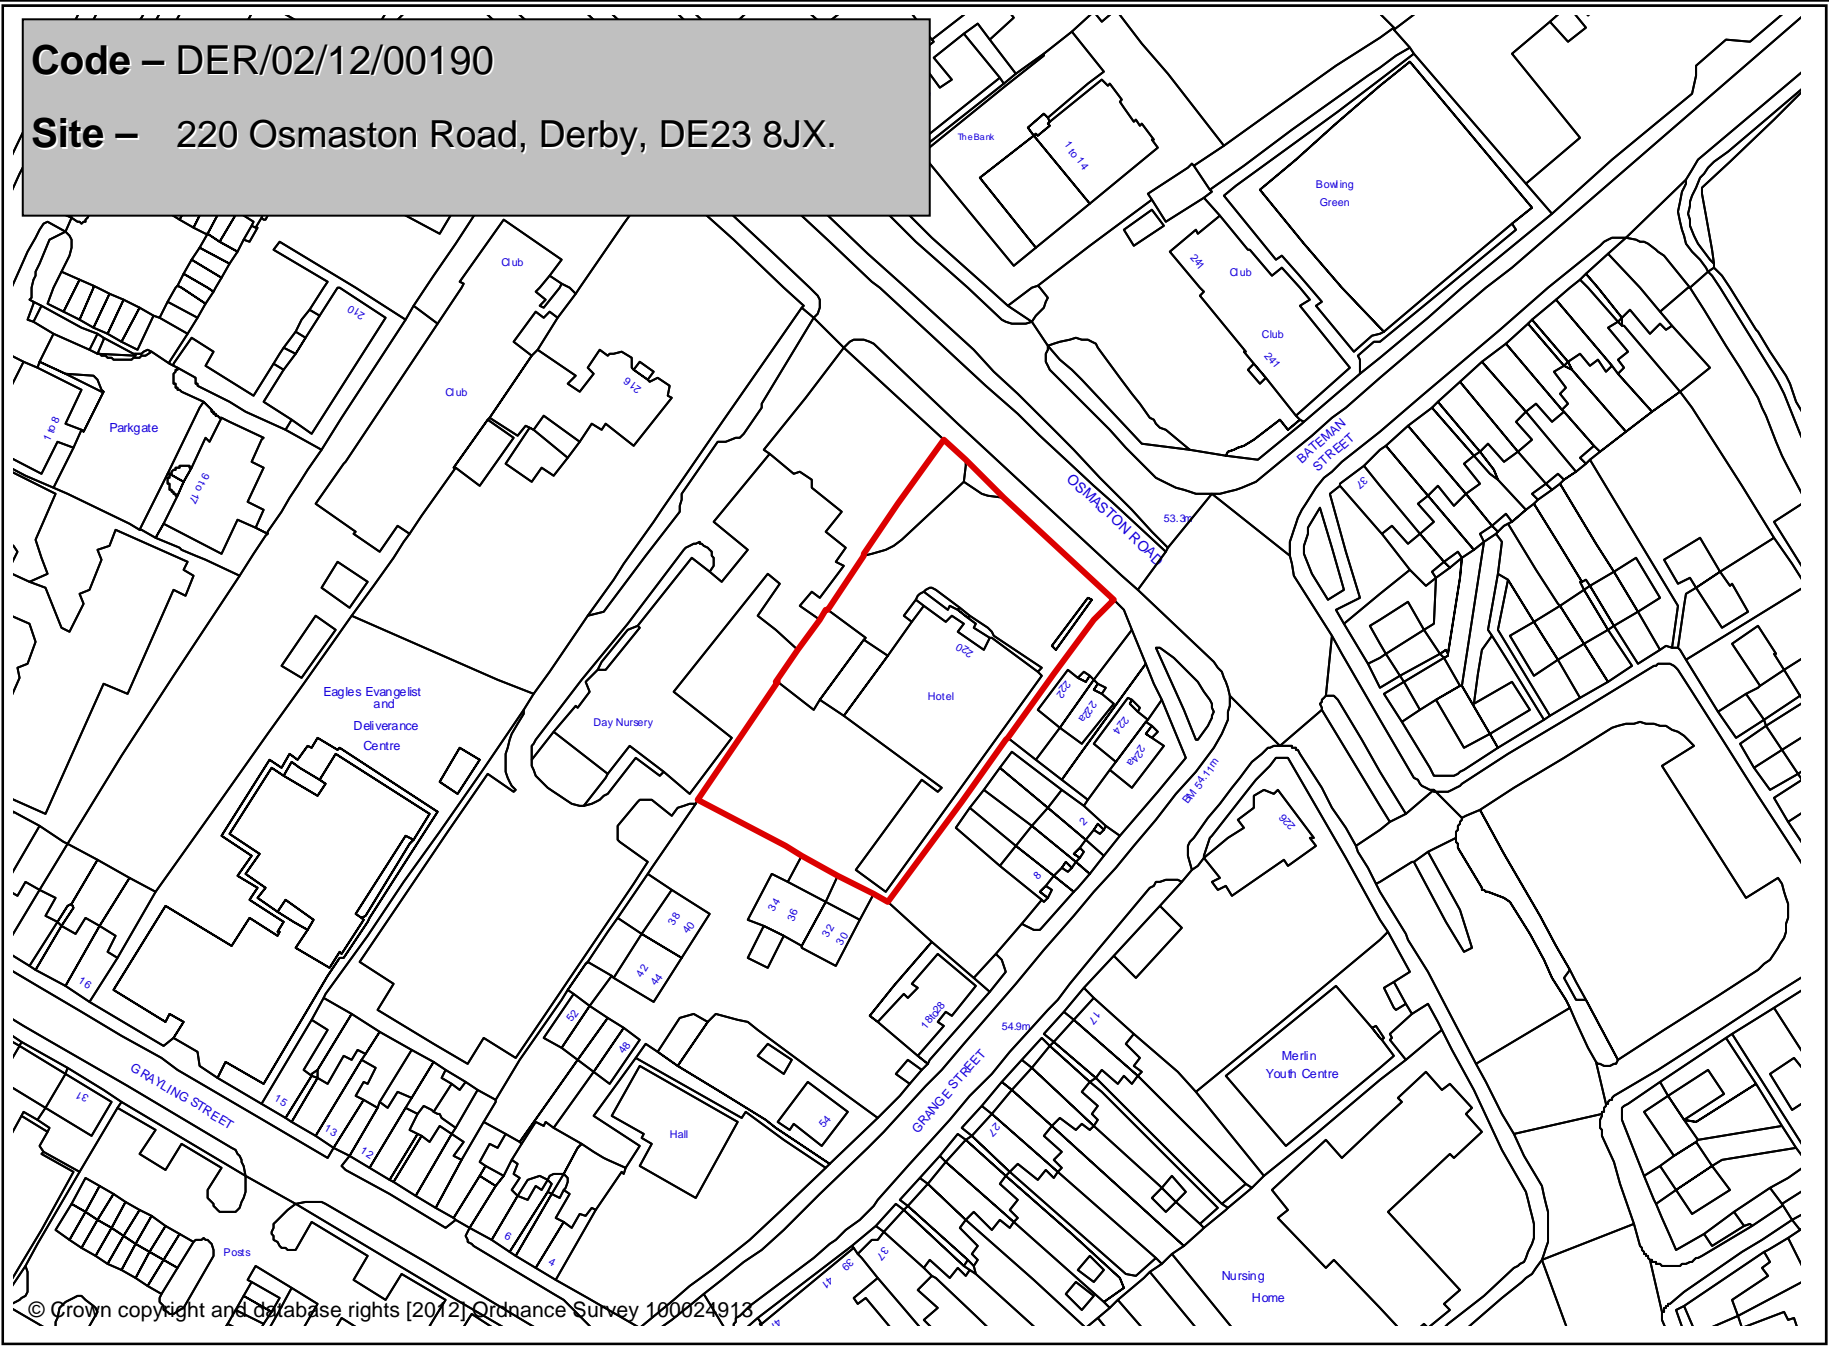 Code – DER/02/12/00190
Site – 220 Osmaston Road, Derby, DE23 8JX.
The Bank
1 to 14
Bowling
Green
241
Club
Club
241
Club
210
Club
216
1 to 8
Parkgate
9 to 17
BATEMAN
STREET
37
OSMASTON ROAD
53.3m
220
Hotel
222
222a
224
224a
Eagles Evangelist
and
Deliverance
Centre
Day Nursery
BM 54.11m
2
8
226
34
36
32
30
38
40
42
44
16
52
48
18to28
54.9m
17
GRANGE STREET
Merlin
Youth Centre
GRAYLING STREET
31
15
13
12
Hall
54
27
6
4
Posts
37
39
41
Nursing
Home
© Crown copyright and database rights [2012] Ordnance Survey 100024913